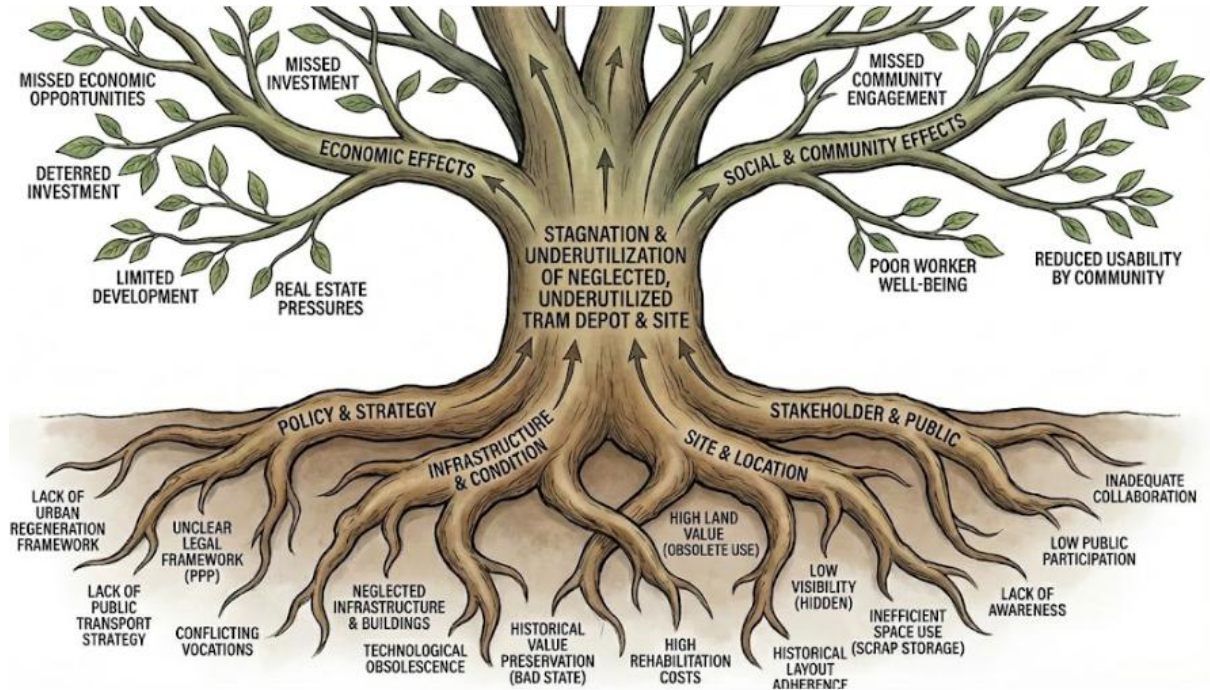 MISSED ECONOMIC
OPPORTUNITIES
MISSED
INVESTMENT
DETERRED
INVESTMENT
LIMITED
DEVELOPMENT
REAL ESTATE
PRESSURES
ECONOMIC EFFECTS
MISSED
COMMUNITY
ENGAGEMENT
SOCIAL & COMMUNITY EFFECTS
POOR WORKER
WELL-BEING
REDUCED USABILITY
BY COMMUNITY
STAGNATION &
UNDERUTILIZATION
OF NEGLECTED,
UNDERUTILIZED
TRAM DEPOT & SITE
POLICY & STRATEGY
INFRASTRUCTURE
& CONDITION
SITE & LOCATION
STAKEHOLDER & PUBLIC
LACK OF
URBAN
REGENERATION
FRAMEWORK
LACK OF
PUBLIC
TRANSPORT
STRATEGY
UNCLEAR
LEGAL
FRAMEWORK
(PPP)
CONFLICTING
VOCATIONS
NEGLECTED
INFRASTRUCTURE
& BUILDINGS
TECHNOLOGICAL
OBSOLESCENCE
HISTORICAL
VALUE
PRESERVATION
(BAD STATE)
HIGH
REHABILITATION
COSTS
HIGH LAND
VALUE
(OBSOLETE USE)
HISTORICAL
LAYOUT
ADHERENCE
LOW
VISIBILITY
(HIDDEN)
INEFFICIENT
SPACE USE
(SCRAP STORAGE)
LACK OF
AWARENESS
LOW PUBLIC
PARTICIPATION
INADEQUATE
COLLABORATION